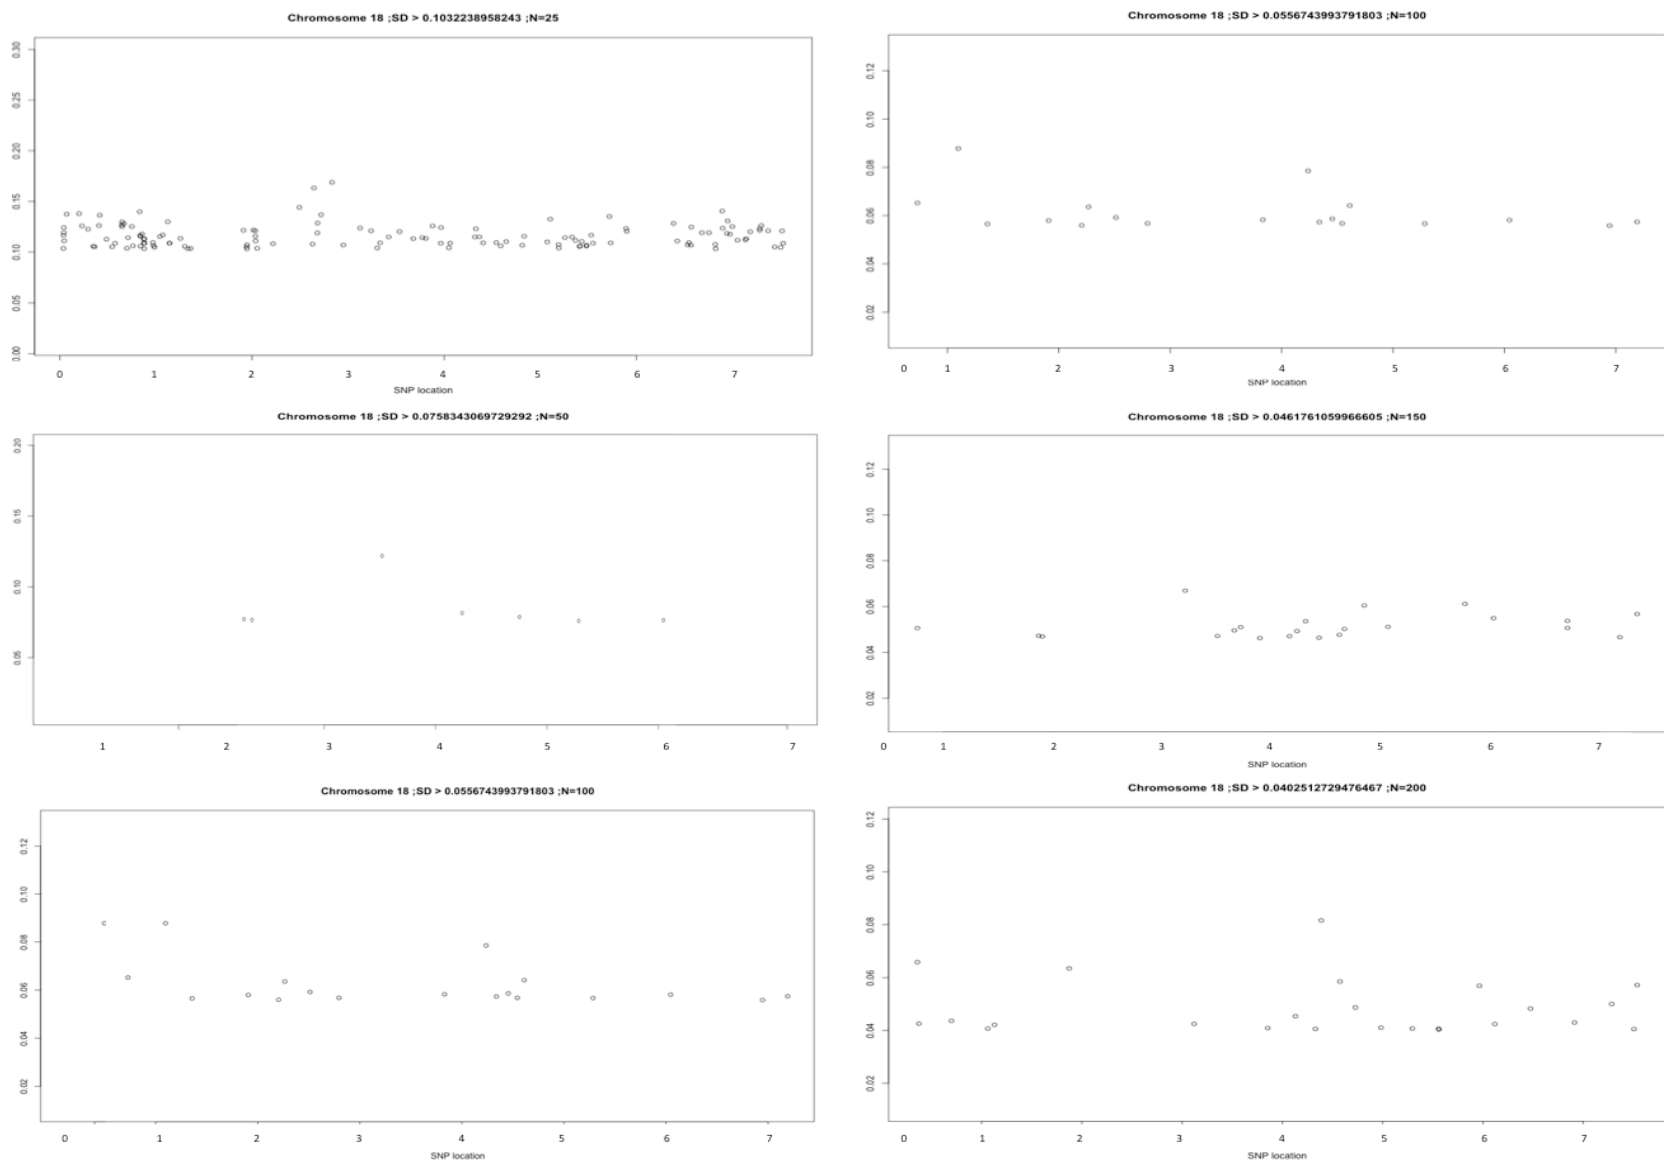 Chromosome 18 ;SD > 0.1032238958243 ;N=25
0.30
0.25
0.20
0.15
0.10
0.05
0.00
0 1 2 3 4 5 6 7
SNP location
Chromosome 18 ;SD > 0.0556743993791803 ;N=100
0.12
0.10
0.08
0.06
0.04
0.02
0 1 2 3 4 5 6 7
SNP location
Chromosome 18 ;SD > 0.0758343069729292 ;N=50
0.20
0.15
0.10
0.05
1 2 3 4 5 6 7
Chromosome 18 ;SD > 0.0461761059966605 ;N=150
0.12
0.10
0.08
0.06
0.04
0.02
0 1 2 3 4 5 6 7
SNP location
Chromosome 18 ;SD > 0.0556743993791803 ;N=100
0.12
0.10
0.08
0.06
0.04
0.02
0 1 2 3 4 5 6 7
SNP location
Chromosome 18 ;SD > 0.0402512729476467 ;N=200
0.12
0.10
0.08
0.06
0.04
0.02
0 1 2 3 4 5 6 7
SNP location